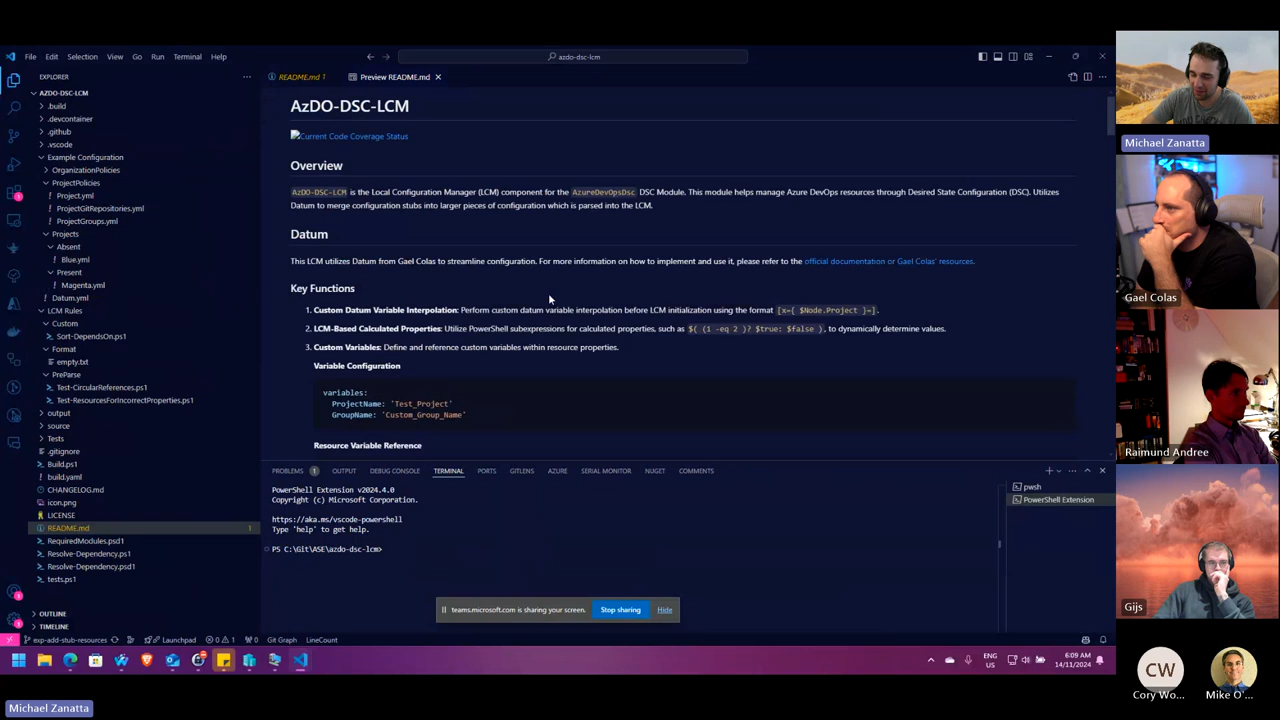 File Edit Selection View Go Run Terminal Help
azdo-dsc-lcm
EXPLORER
README.md 1
Preview README.md
AZDO-DSC-LCM
.build
.devcontainer
.github
.vscode
Example Configuration
OrganizationPolicies
ProjectPolicies
Project.yml
ProjectGitRepositories.yml
ProjectGroups.yml
Projects
Absent
Blue.yml
Present
Magenta.yml
Datum.yml
LCM Rules
Custom
Sort-DependsOn.ps1
Format
empty.txt
PreParse
Test-CircularReferences.ps1
Test-ResourcesForIncorrectProperties.ps1
output
source
Tests
.gitignore
Build.ps1
build.yaml
CHANGELOG.md
icon.png
LICENSE
README.md 1
RequiredModules.psd1
Resolve-Dependency.ps1
Resolve-Dependency.psd1
tests.ps1
OUTLINE
TIMELINE
AzDO-DSC-LCM
Current Code Coverage Status
Overview
AzDO-DSC-LCM is the Local Configuration Manager (LCM) component for the AzureDevOpsDsc DSC Module. This module helps manage Azure DevOps resources through Desired State Configuration (DSC). Utilizes
Datum to merge configuration stubs into larger pieces of configuration which is parsed into the LCM.
Datum
This LCM utilizes Datum from Gael Colas to streamline configuration. For more information on how to implement and use it, please refer to the official documentation or Gael Colas' resources.
Key Functions
1. Custom Datum Variable Interpolation: Perform custom datum variable interpolation before LCM initialization using the format [x={ $Node.Project }=].
2. LCM-Based Calculated Properties: Utilize PowerShell subexpressions for calculated properties, such as $( (1 -eq 2 )? $true: $false ), to dynamically determine values.
3. Custom Variables: Define and reference custom variables within resource properties.
Variable Configuration
variables:
ProjectName: 'Test_Project'
GroupName: 'Custom_Group_Name'
Resource Variable Reference
PROBLEMS 1 OUTPUT DEBUG CONSOLE TERMINAL PORTS GITLENS AZURE SERIAL MONITOR NUGET COMMENTS
PowerShell Extension v2024.4.0
Copyright (c) Microsoft Corporation.
https://aka.ms/vscode-powershell
Type 'help' to get help.
PS C:\Git\ASE\azdo-dsc-lcm>
pwsh
PowerShell Extension
teams.microsoft.com is sharing your screen. Stop sharing Hide
exp-add-stub-resources Launchpad 0 1 0 Git Graph LineCount
ENG
US
6:09 AM
14/11/2024
Michael Zanatta
Gael Colas
Raimund Andree
Gijs
CW
Cory Wo...
Mike O'...
Michael Zanatta